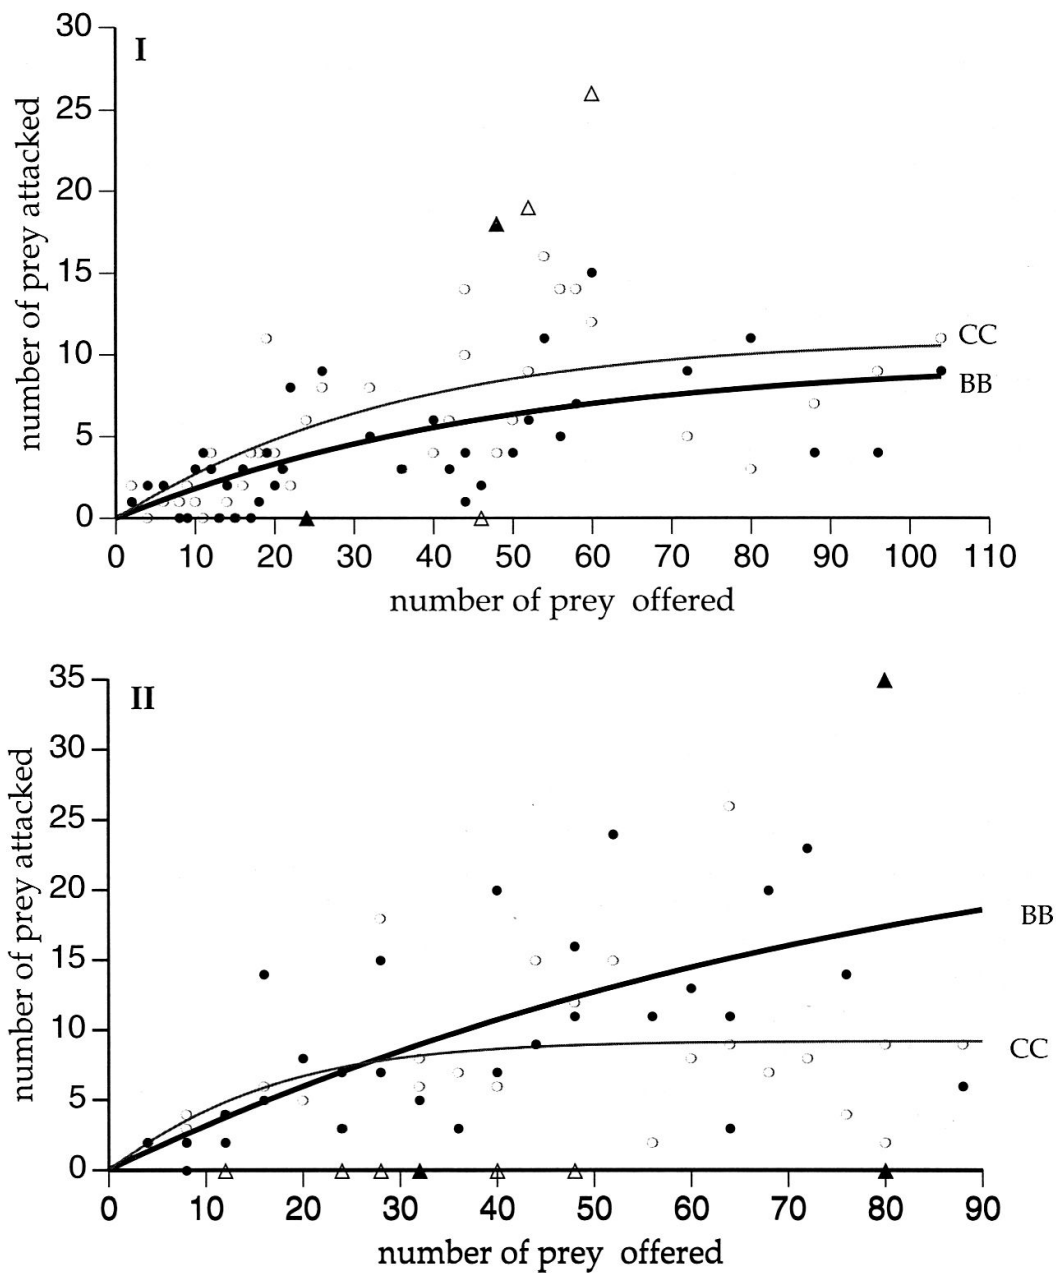 30
I
25
20
15
10
5
0
CC
BB
number of prey attacked
0 10 20 30 40 50 60 70 80 90 100 110
number of prey offered
35
II
30
25
20
15
10
5
0
BB
CC
number of prey attacked
0 10 20 30 40 50 60 70 80 90
number of prey offered